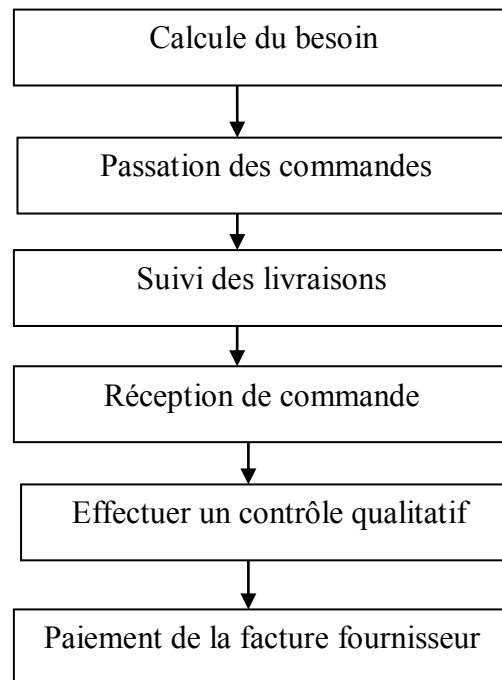 Calcule du besoin
Passation des commandes
Suivi des livraisons
Réception de commande
Effectuer un contrôle qualitatif
Paiement de la facture fournisseur